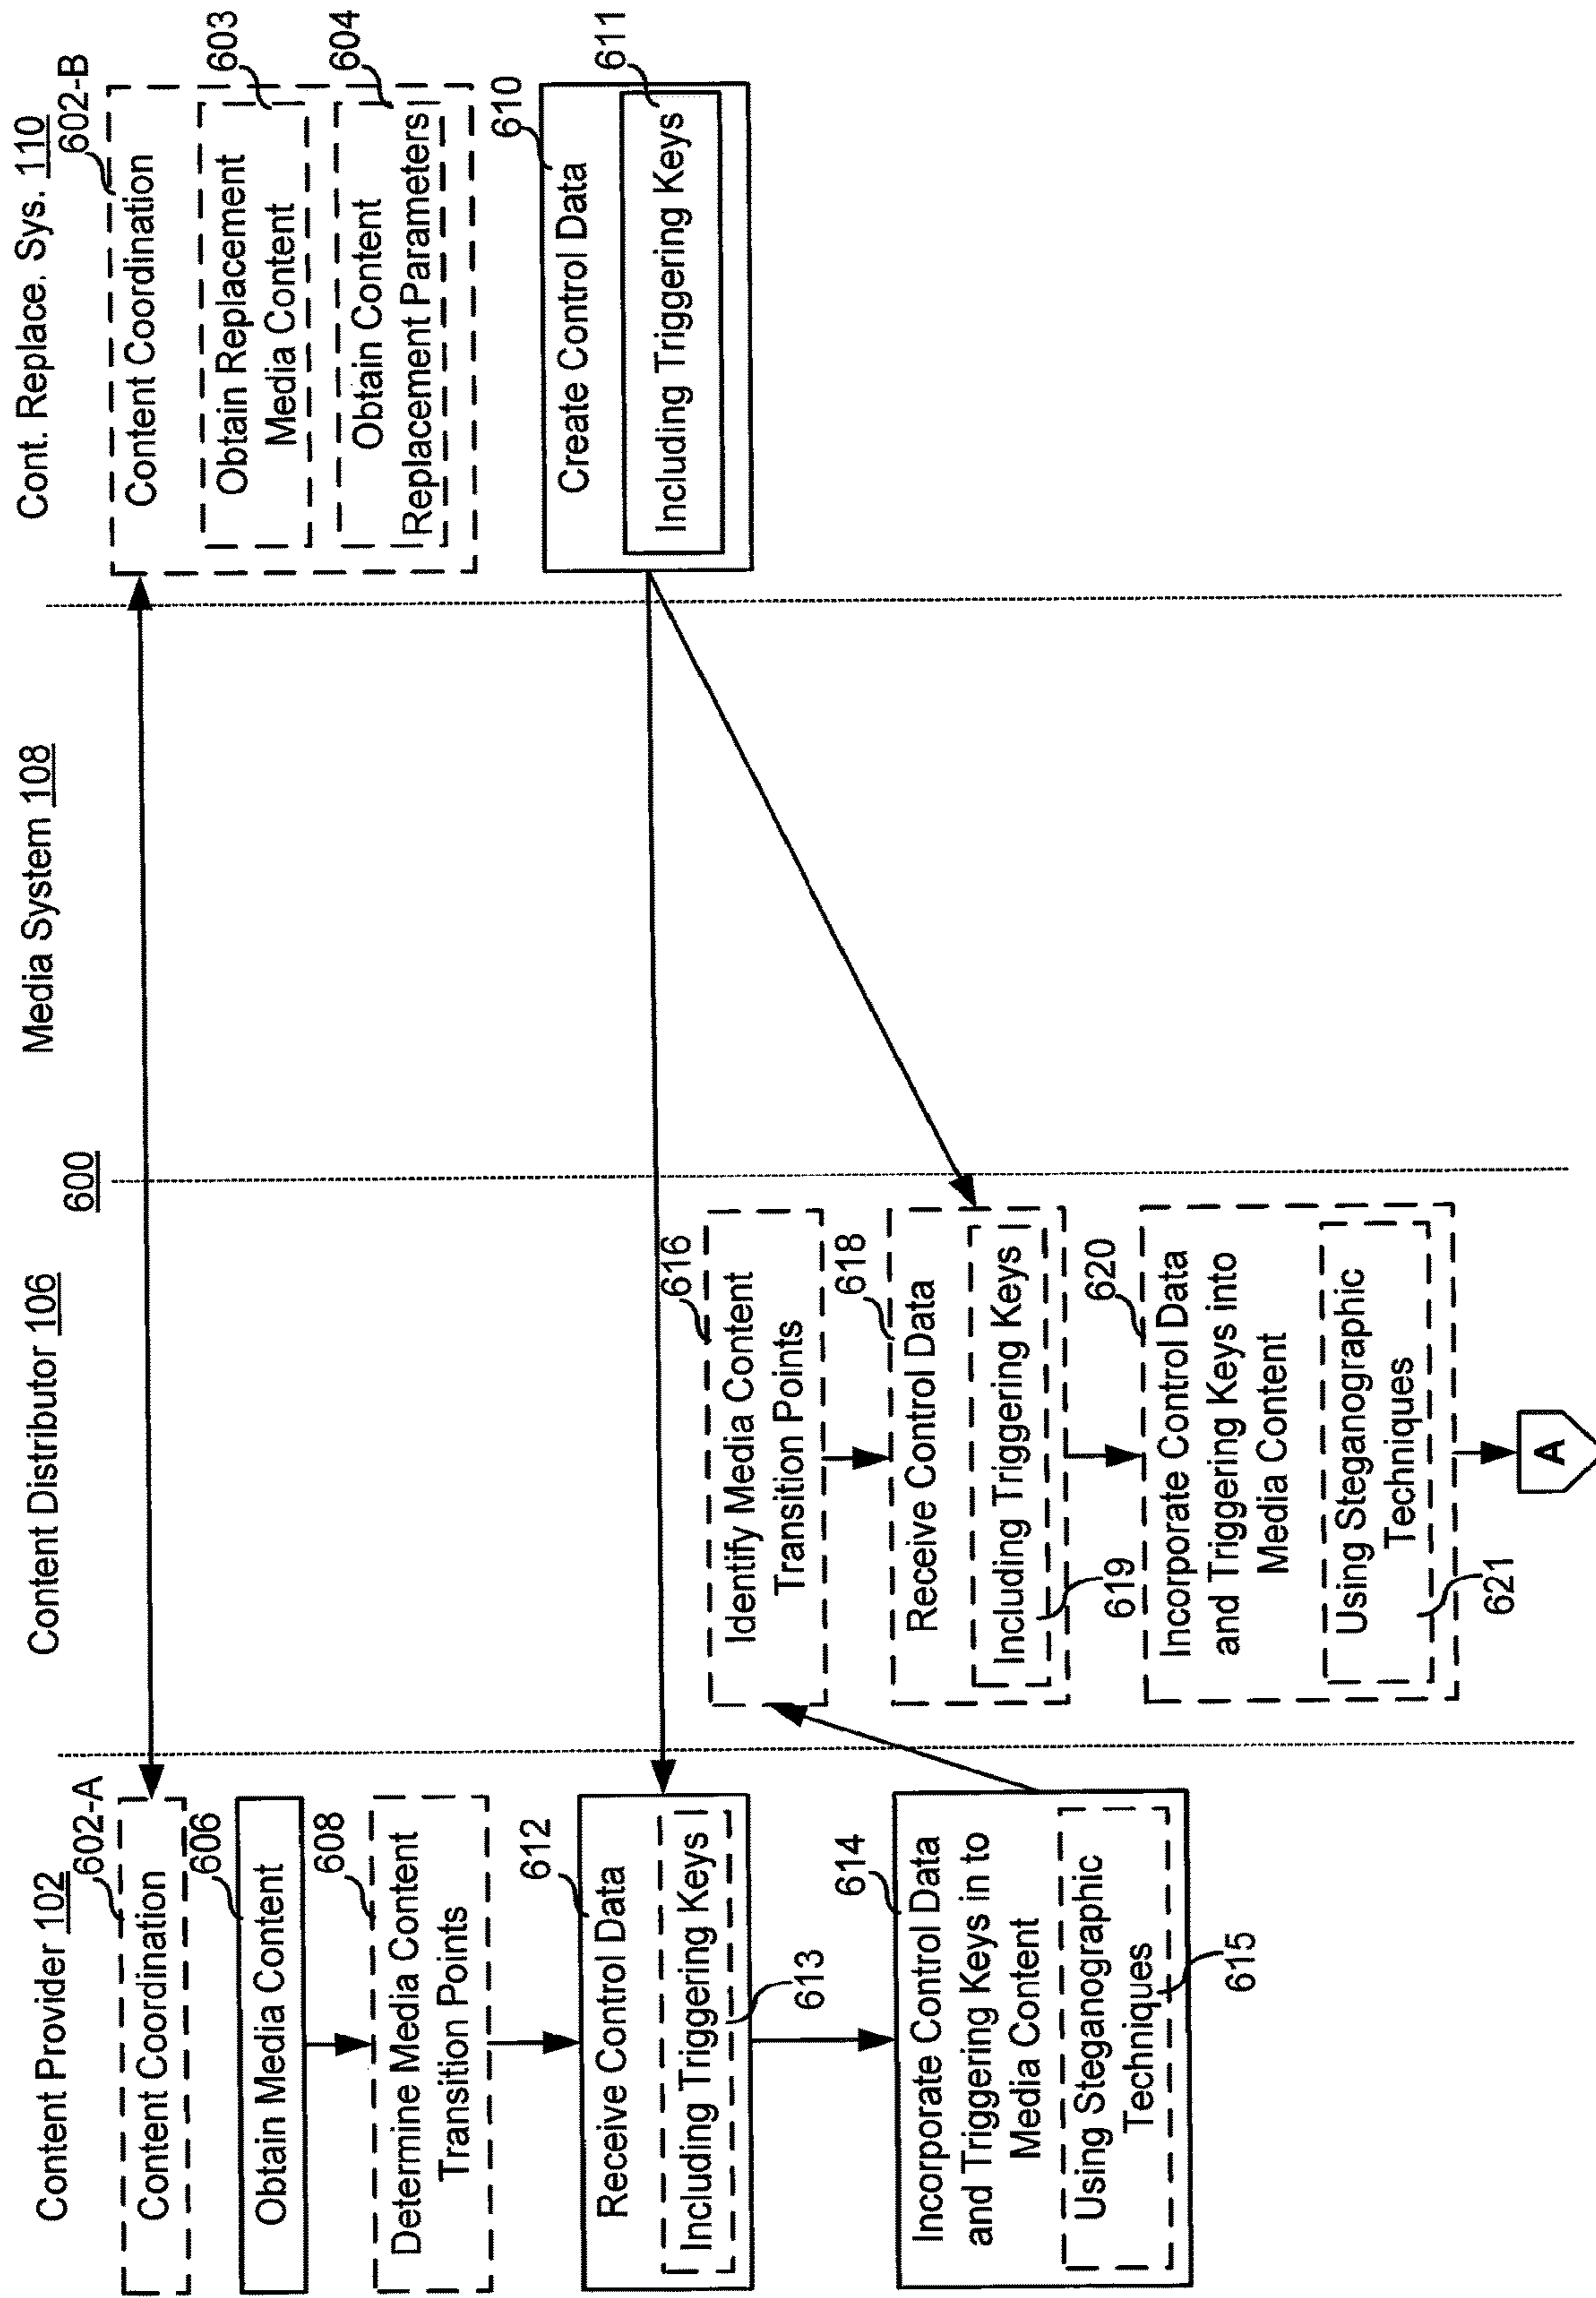 600
Content Provider 102
Content Distributor 106
Media System 108
Cont. Replace. Sys. 110
602-A
Content Coordination
606
Obtain Media Content
608
Determine Media Content
Transition Points
612
Receive Control Data
Including Triggering Keys
613
614
Incorporate Control Data
and Triggering Keys in to
Media Content
Using Steganographic
Techniques
615
616
Identify Media Content
Transition Points
618
Receive Control Data
Including Triggering Keys
619
620
Incorporate Control Data
and Triggering Keys into
Media Content
Using Steganographic
Techniques
621
A
602-B
Content Coordination
603
Obtain Replacement
Media Content
604
Obtain Content
Replacement Parameters
610
Create Control Data
611
Including Triggering Keys